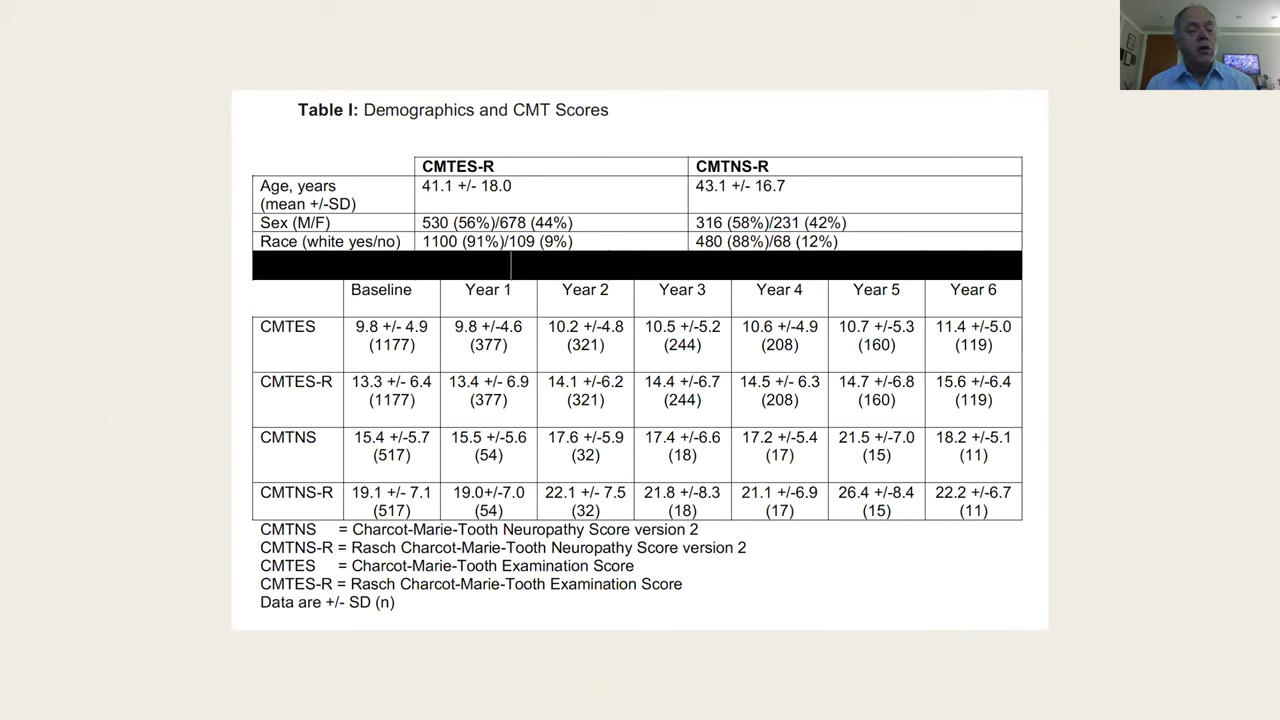 Table I: Demographics and CMT Scores
CMTES-R CMTNS-R
Age, years 41.1 +/- 18.0 43.1 +/- 16.7
(mean +/-SD)
Sex (M/F) 530 (56%)/678 (44%) 316 (58%)/231 (42%)
Race (white yes/no) 1100 (91%)/109 (9%) 480 (88%)/68 (12%)
Baseline Year 1 Year 2 Year 3 Year 4 Year 5 Year 6
CMTES 9.8 +/- 4.9 9.8 +/-4.6 10.2 +/-4.8 10.5 +/-5.2 10.6 +/-4.9 10.7 +/-5.3 11.4 +/-5.0
(1177) (377) (321) (244) (208) (160) (119)
CMTES-R 13.3 +/- 6.4 13.4 +/- 6.9 14.1 +/-6.2 14.4 +/-6.7 14.5 +/- 6.3 14.7 +/-6.8 15.6 +/-6.4
(1177) (377) (321) (244) (208) (160) (119)
CMTNS 15.4 +/-5.7 15.5 +/-5.6 17.6 +/-5.9 17.4 +/-6.6 17.2 +/-5.4 21.5 +/-7.0 18.2 +/-5.1
(517) (54) (32) (18) (17) (15) (11)
CMTNS-R 19.1 +/- 7.1 19.0+/-7.0 22.1 +/- 7.5 21.8 +/-8.3 21.1 +/-6.9 26.4 +/-8.4 22.2 +/-6.7
(517) (54) (32) (18) (17) (15) (11)
CMTNS = Charcot-Marie-Tooth Neuropathy Score version 2
CMTNS-R = Rasch Charcot-Marie-Tooth Neuropathy Score version 2
CMTES = Charcot-Marie-Tooth Examination Score
CMTES-R = Rasch Charcot-Marie-Tooth Examination Score
Data are +/- SD (n)